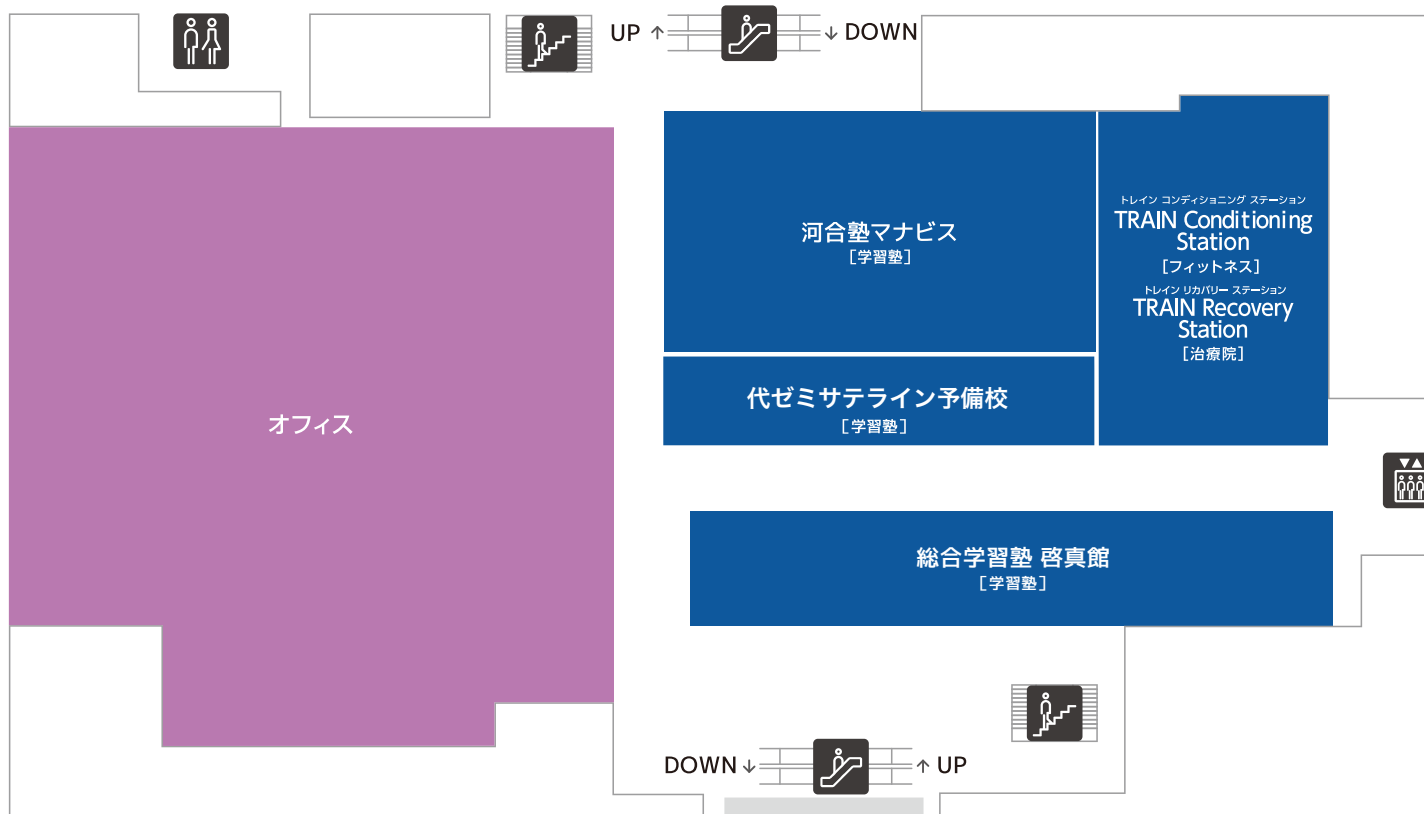 UP ↑
↓ DOWN
河合塾マナビス
［学習塾］
トレイン コンディショニング ステーション
TRAIN Conditioning
Station
［フィットネス］
トレイン リカバリー ステーション
TRAIN Recovery
Station
［治療院］
代ゼミサテライン予備校
［学習塾］
オフィス
総合学習塾 啓真館
［学習塾］
DOWN ↓
↑ UP